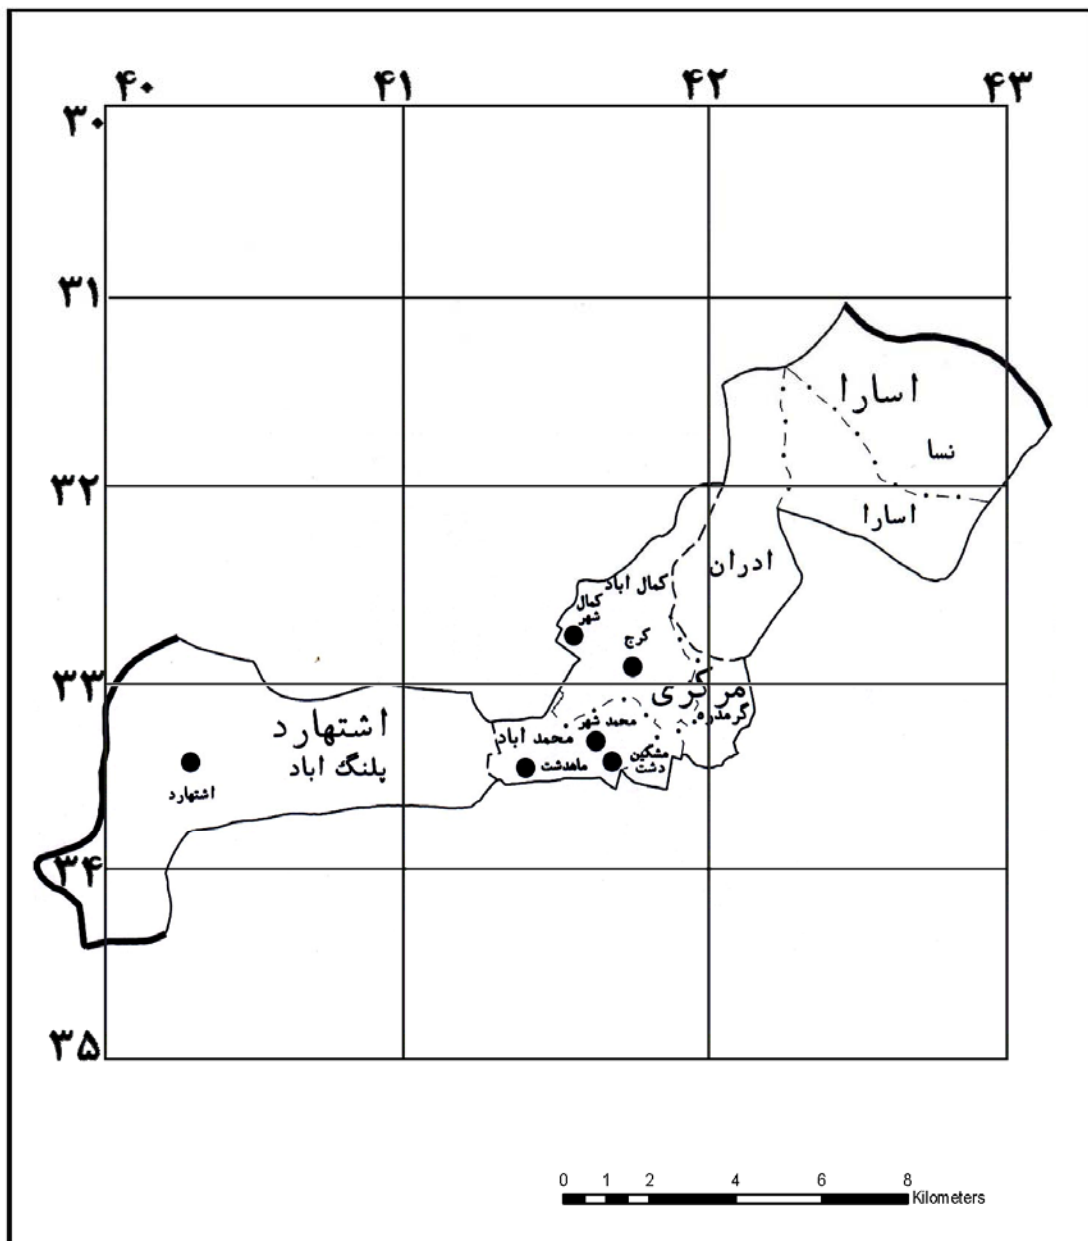 ۴۰ ۴۱ ۴۲ ۴۳
۳۰
۳۱
اسارا
نسا
۳۲
اسارا
ادران
کمال اباد
کمال
شهر
کرج
۳۳
مرکزی
گرمدره
اشتهارد
محمد شهر
محمد اباد
پلنگ اباد
مشکین
دشت
ماهدشت
اشتهارد
۳۴
۳۵
0 1 2 4 6 8
Kilometers